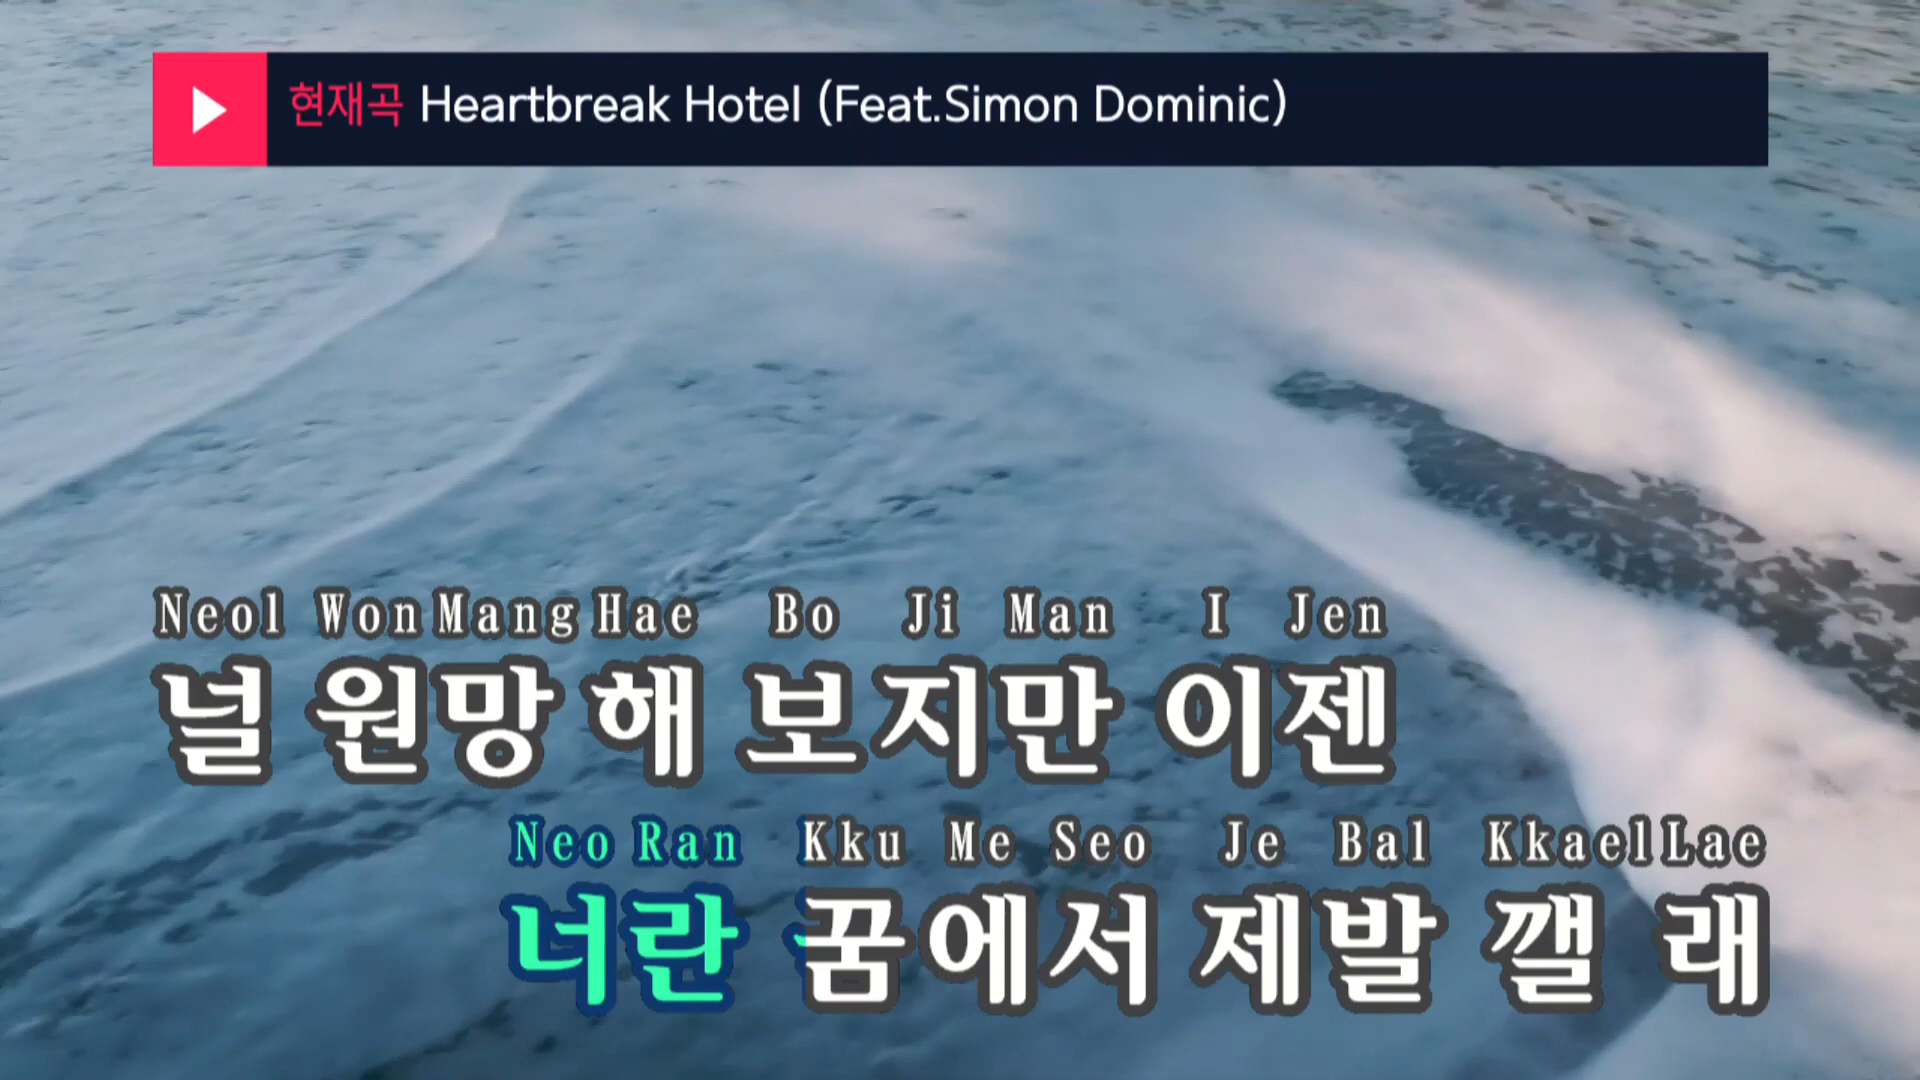 현재곡 Heartbreak Hotel (Feat.Simon Dominic)
Neol Won Mang Hae Bo Ji Man I Jen
널 원망해 보지만 이젠
Neo Ran Kku Me Seo Je Bal Kkael Lae
너란 꿈에서 제발 깰 래